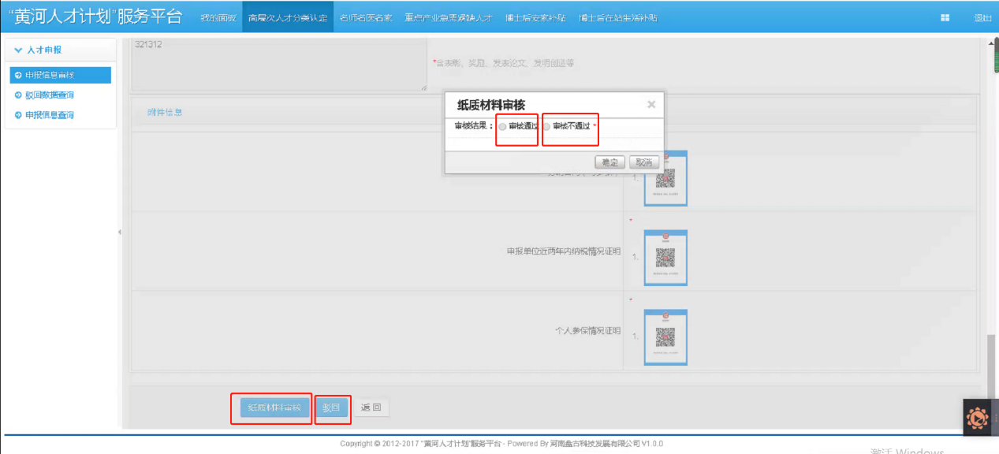 "黄河人才计划"服务平台 我的面板 高层次人才分类认定 名师名医名家 重点产业急需紧缺人才 博士后安家补贴 博士后在站生活补贴 退出
人才申报
申报信息审核
驳回数据查询
申报信息查询
321312
*含表彰、奖励、发表论文、发明创造等
附件信息
纸质材料审核
审核结果： 审核通过 审核不通过 *
确定 取消
1.
*
申报单位近两年内纳税情况证明 1.
*
个人参保情况证明 1.
纸质材料审核 驳回 返回
Copyright © 2012-2017 "黄河人才计划"服务平台 - Powered By 河南盘古科技发展有限公司 V1.0.0
激活 Windows